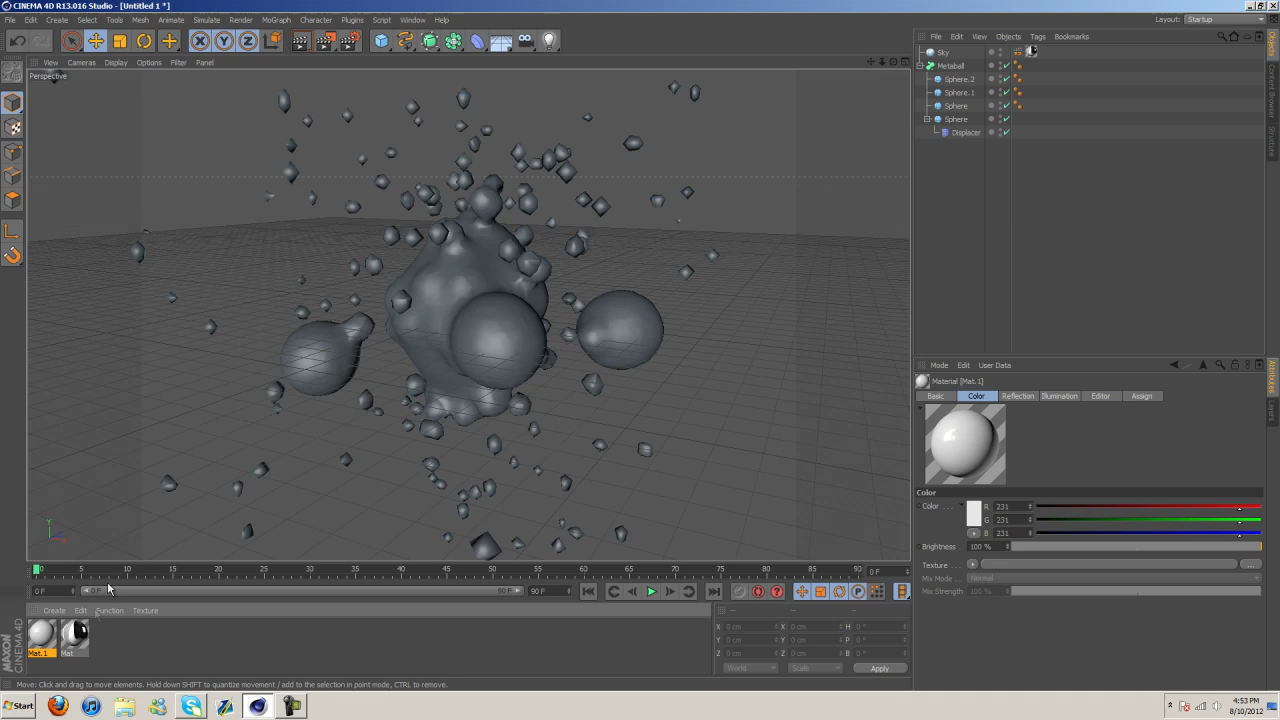 CINEMA 4D R13.016 Studio - [Untitled 1 *]
File Edit Create Select Tools Mesh Animate Simulate Render MoGraph Character Plugins Script Window Help
Layout: Startup
X Y Z
View Cameras Display Options Filter Panel
Perspective
Y
File Edit View Objects Tags Bookmarks
Sky
Metaball
Sphere.2
Sphere.1
Sphere
Sphere
Displacer
Objects
Content Browser
Structure
Mode Edit User Data
Material [Mat.1]
Basic Color Reflection Illumination Editor Assign
Color
Color . . . R 231
G 231
B 231
Brightness . 100 %
Texture . . . ...
Mix Mode . Normal
Mix Strength 100 %
Attributes
Layers
0 5 10 15 20 25 30 35 40 45 50 55 60 65 70 75 80 85 90 0 F
0 F 0 F 90 F 90 F
P
Create Edit Function Texture
Mat.1 Mat
-- -- --
X 0 cm X 0 cm H 0 °
Y 0 cm Y 0 cm P 0 °
Z 0 cm Z 0 cm B 0 °
World Scale Apply
MAXON
CINEMA 4D
Move: Click and drag to move elements. Hold down SHIFT to quantize movement / add to the selection in point mode, CTRL to remove.
Start
4:53 PM
8/10/2012